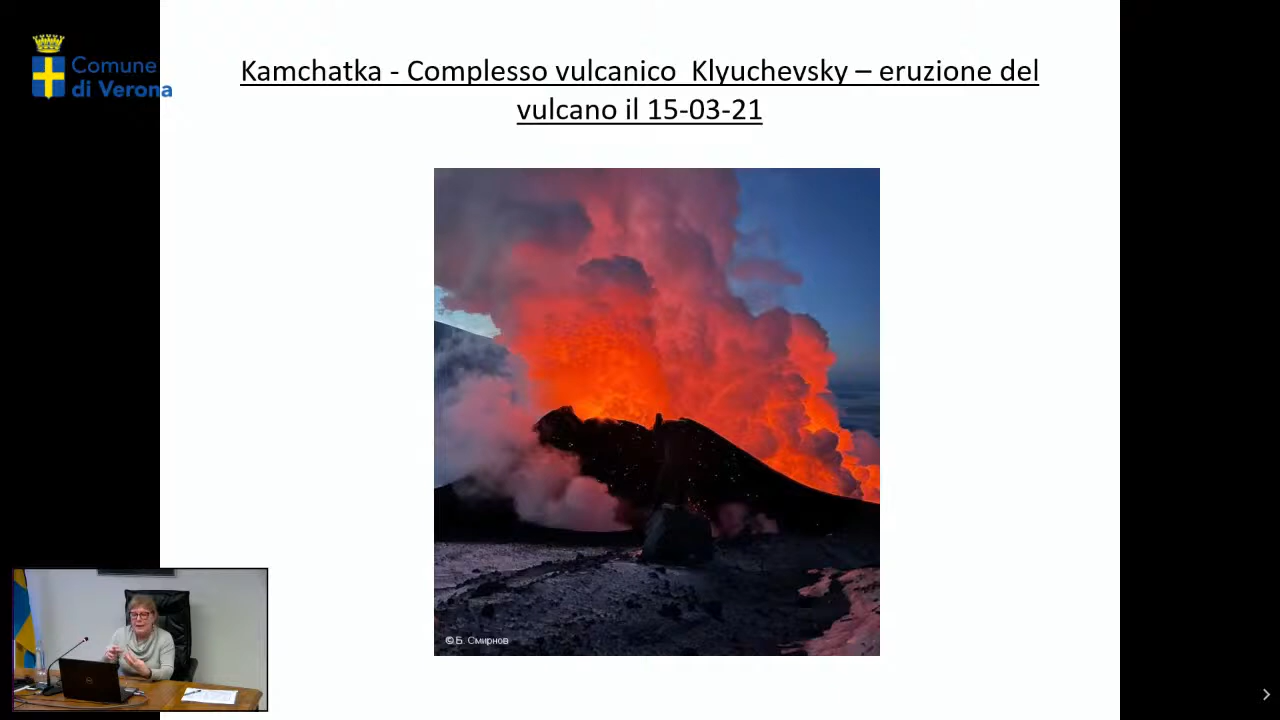 Comune
di Verona
Kamchatka - Complesso vulcanico  Klyuchevsky – eruzione del
vulcano il 15-03-21
©Б. Смирнов